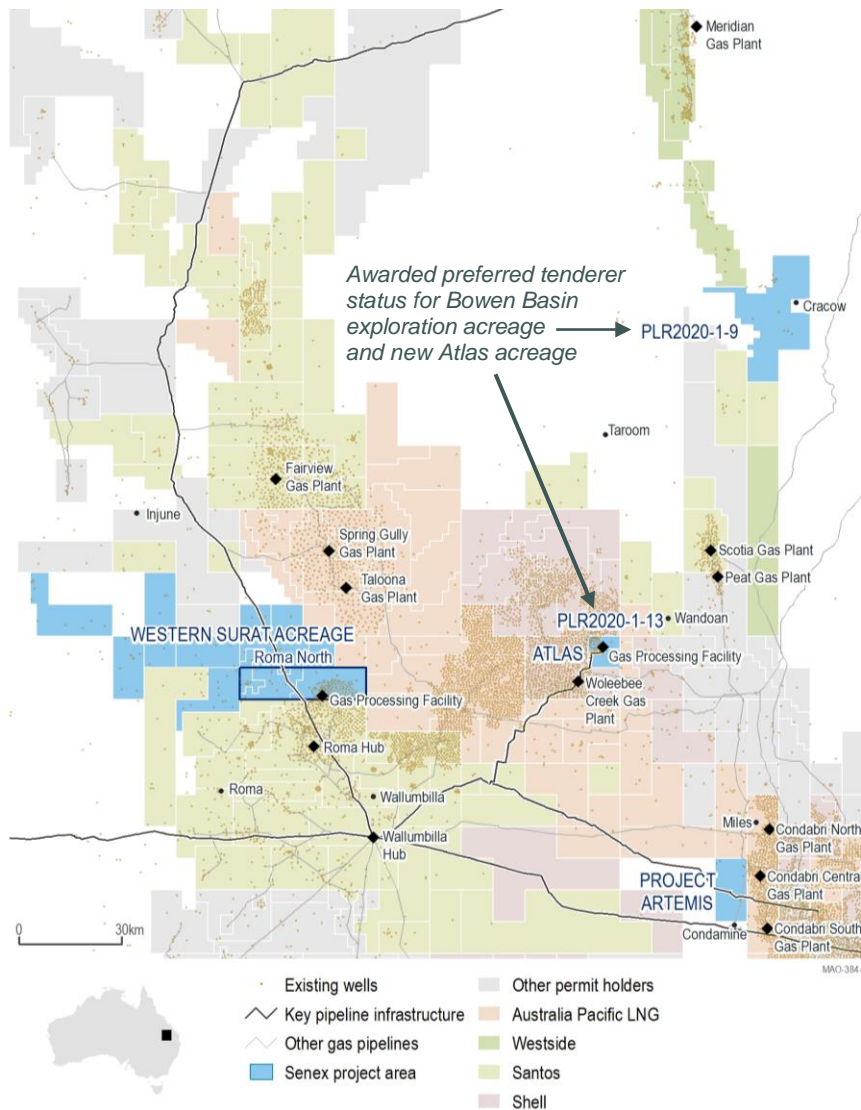 Meridian
Gas Plant
Awarded preferred tenderer
status for Bowen Basin
exploration acreage
and new Atlas acreage
Cracow
PLR2020-1-9
Taroom
Fairview
Gas Plant
Injune
Spring Gully
Gas Plant
Taloona
Gas Plant
Scotia Gas Plant
Peat Gas Plant
PLR2020-1-13
Wandoan
WESTERN SURAT ACREAGE
Roma North
ATLAS
Gas Processing Facility
Woleebee
Creek Gas
Plant
Gas Processing Facility
Roma Hub
Roma
Wallumbilla
Wallumbilla
Hub
Miles
Condabri North
Gas Plant
PROJECT
ARTEMIS
Condabri Central
Gas Plant
Condamine
Condabri South
Gas Plant
0
30km
MAO-384-
Existing wells
Key pipeline infrastructure
Other gas pipelines
Senex project area
Other permit holders
Australia Pacific LNG
Westside
Santos
Shell